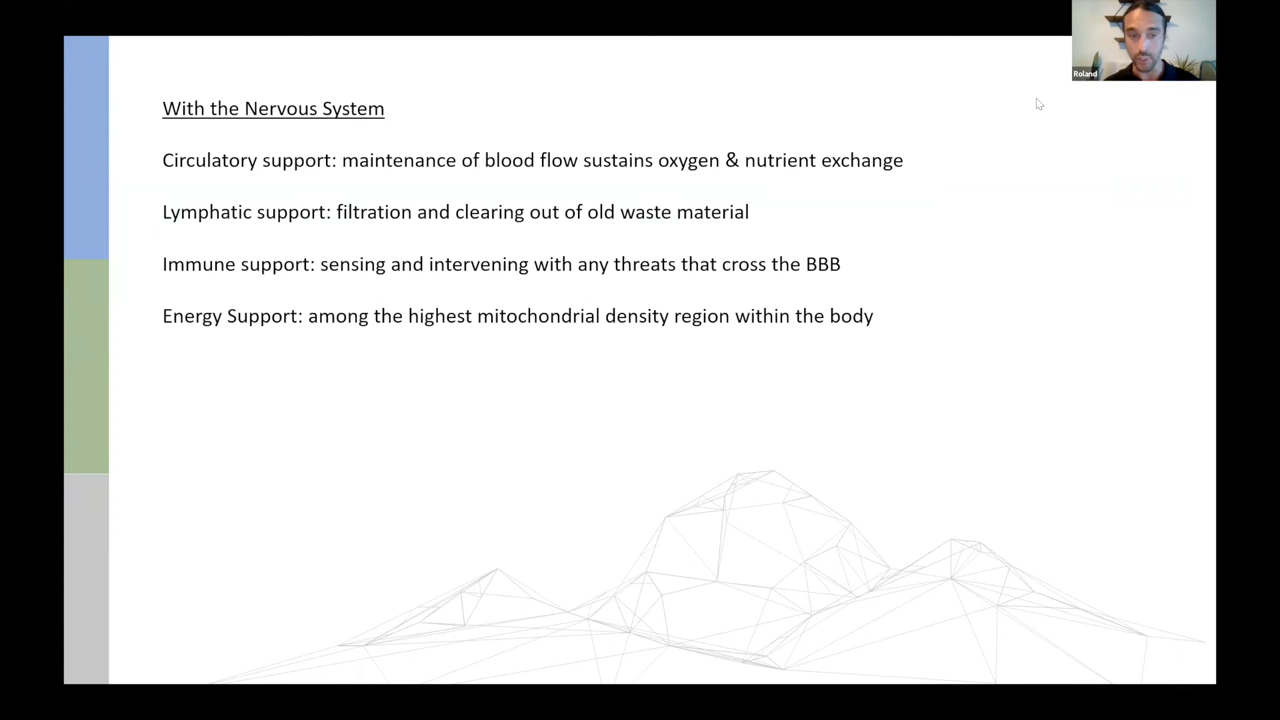 Roland
With the Nervous System
Circulatory support: maintenance of blood flow sustains oxygen & nutrient exchange
Lymphatic support: filtration and clearing out of old waste material
Immune support: sensing and intervening with any threats that cross the BBB
Energy Support: among the highest mitochondrial density region within the body